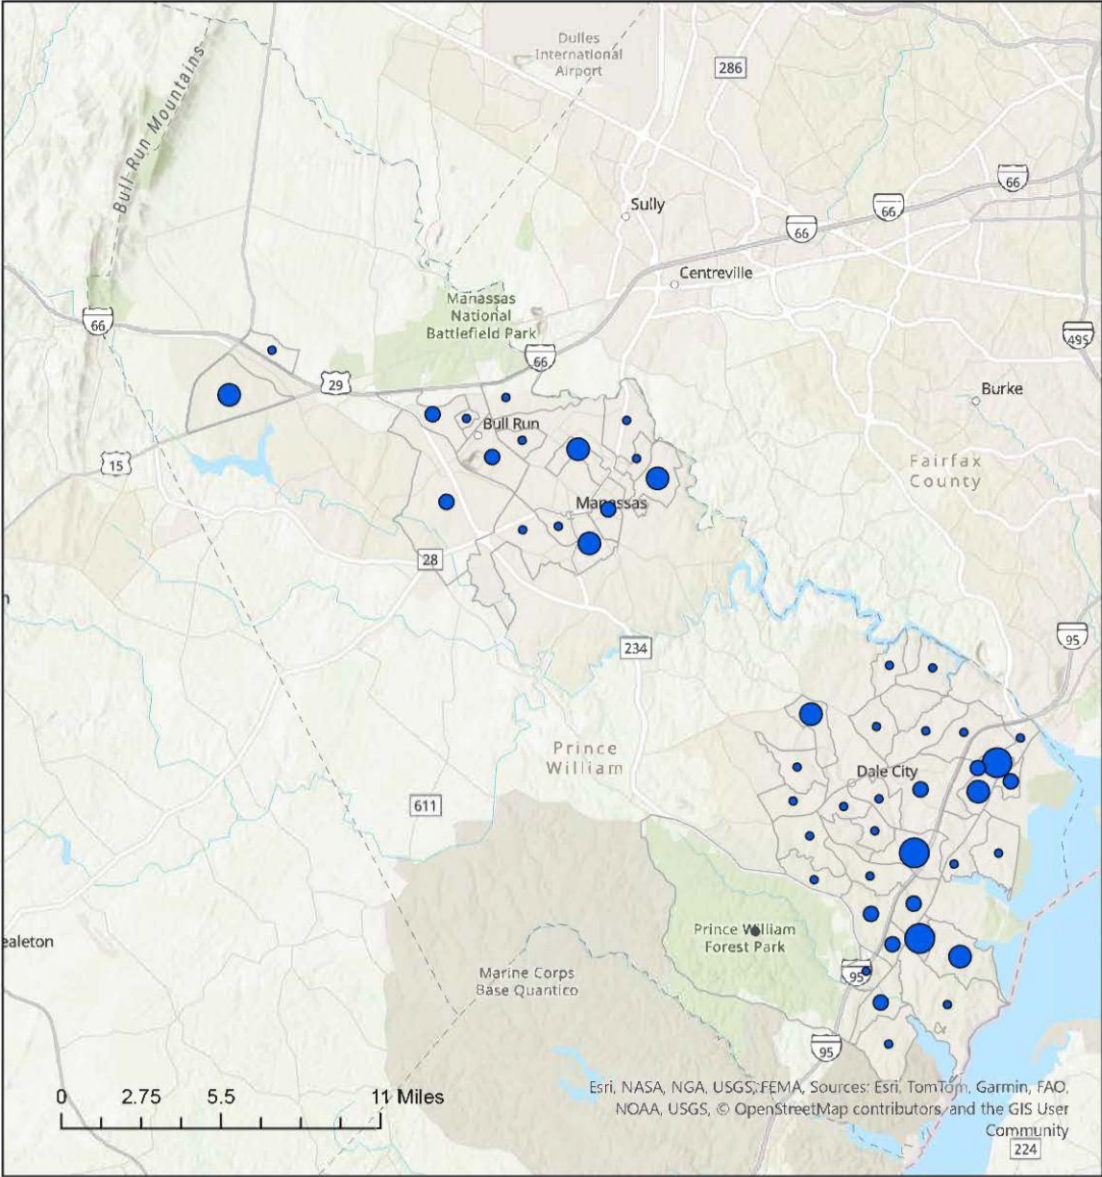 Dulles
International
Airport
286
Bull Run Mountains
66
66
66
Sully
Centreville
Manassas
National
Battlefield Park
66
66
495
29
Burke
Bull Run
15
Fairfax
County
Manassas
28
95
234
Prince
William
Dale City
611
ealeton
Prince William
Forest Park
Marine Corps
Base Quantico
95
95
0 2.75 5.5 11 Miles
Esri, NASA, NGA, USGS, FEMA, Sources: Esri, TomTom, Garmin, FAO,
NOAA, USGS, © OpenStreetMap contributors, and the GIS User
Community
224